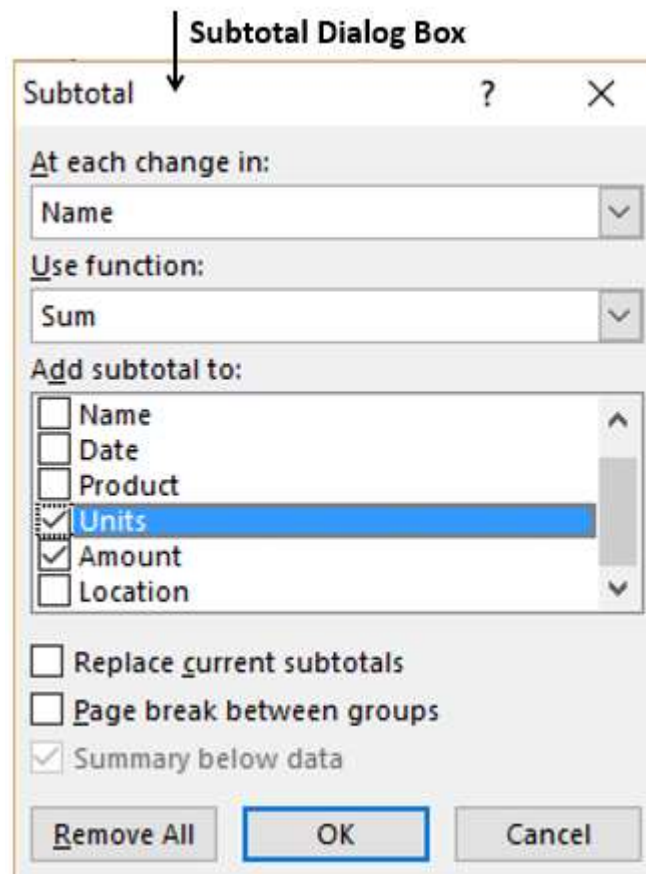 Subtotal Dialog Box
Subtotal ?
At each change in:
Name
Use function:
Sum
Add subtotal to:
Name
Date
Product
Units
Amount
Location
Replace current subtotals
Page break between groups
Summary below data
Remove All OK Cancel